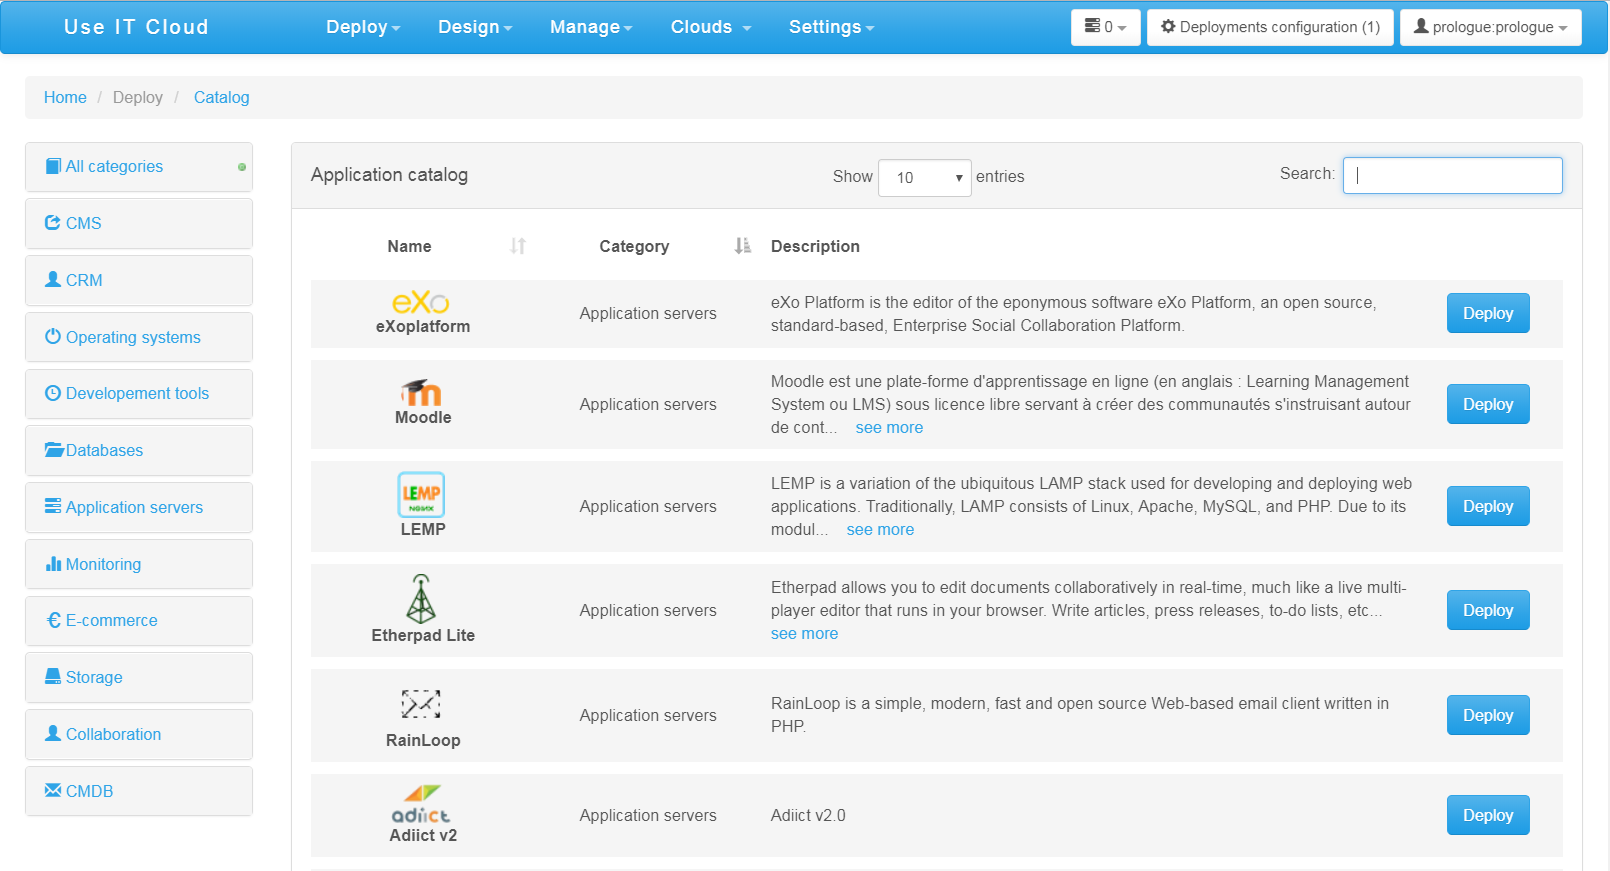 Use IT Cloud
Deploy
Design
Manage
Clouds
Settings
0
Deployments configuration (1)
prologue:prologue
Home / Deploy / Catalog
All categories
CMS
CRM
Operating systems
Developement tools
Databases
Application servers
Monitoring
E-commerce
Storage
Collaboration
CMDB
Application catalog
Show 10 entries
Search:
Name
Category
Description
eXo
eXoplatform
Application servers
eXo Platform is the editor of the eponymous software eXo Platform, an open source,
standard-based, Enterprise Social Collaboration Platform.
Deploy
m
Moodle
Application servers
Moodle est une plate-forme d'apprentissage en ligne (en anglais : Learning Management
System ou LMS) sous licence libre servant à créer des communautés s'instruisant autour
de cont... see more
Deploy
LEMP
NGINX
LEMP
Application servers
LEMP is a variation of the ubiquitous LAMP stack used for developing and deploying web
applications. Traditionally, LAMP consists of Linux, Apache, MySQL, and PHP. Due to its
modul... see more
Deploy
Etherpad Lite
Application servers
Etherpad allows you to edit documents collaboratively in real-time, much like a live multi-
player editor that runs in your browser. Write articles, press releases, to-do lists, etc...
see more
Deploy
RainLoop
Application servers
RainLoop is a simple, modern, fast and open source Web-based email client written in
PHP.
Deploy
adiict
Adiict v2
Application servers
Adiict v2.0
Deploy